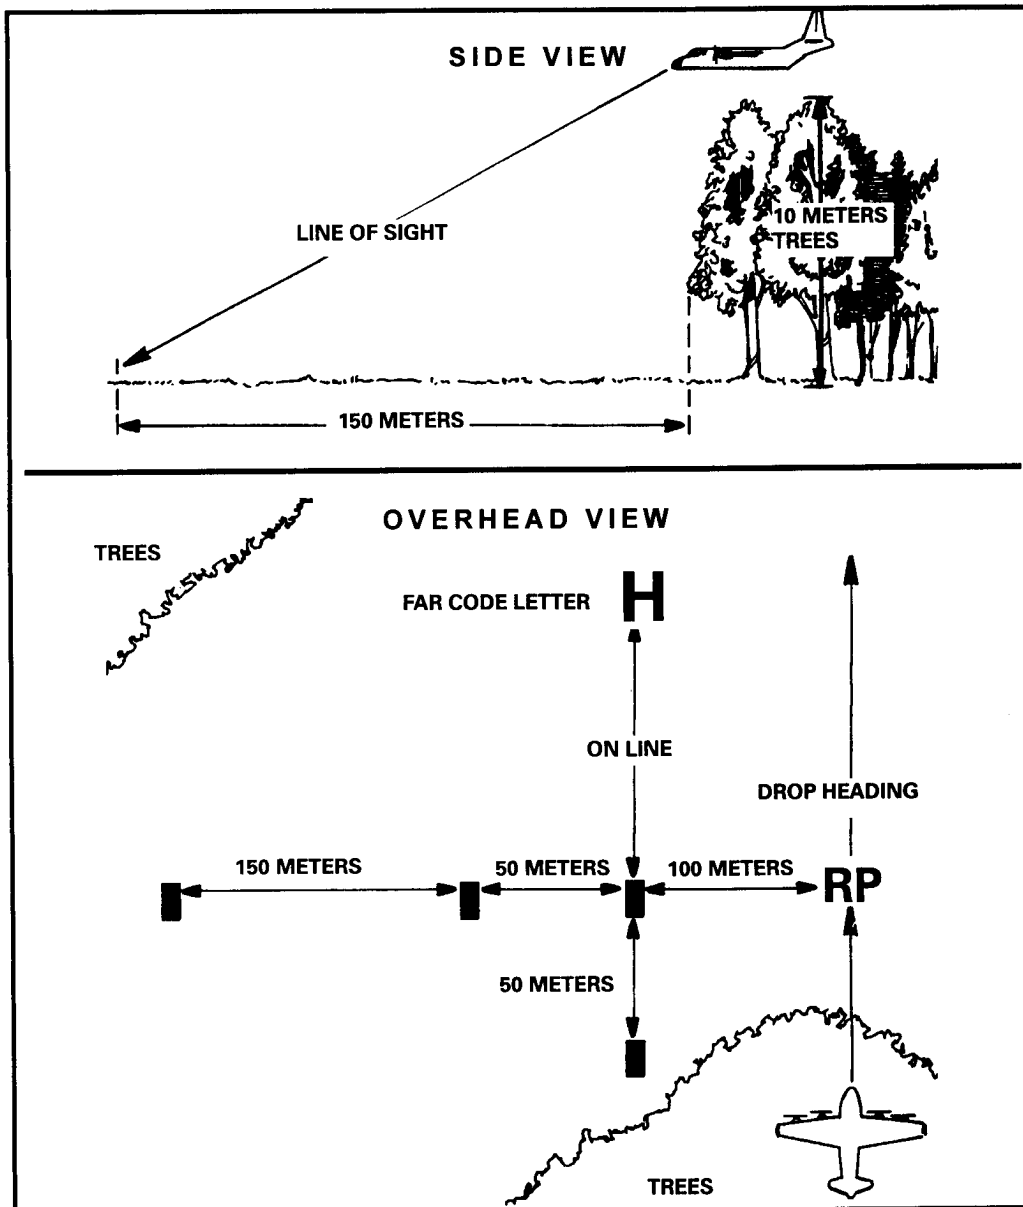 SIDE VIEW
10 METERS
TREES
LINE OF SIGHT
150 METERS
OVERHEAD VIEW
TREES
FAR CODE LETTER H
ON LINE
DROP HEADING
150 METERS 50 METERS 100 METERS
RP
50 METERS
TREES